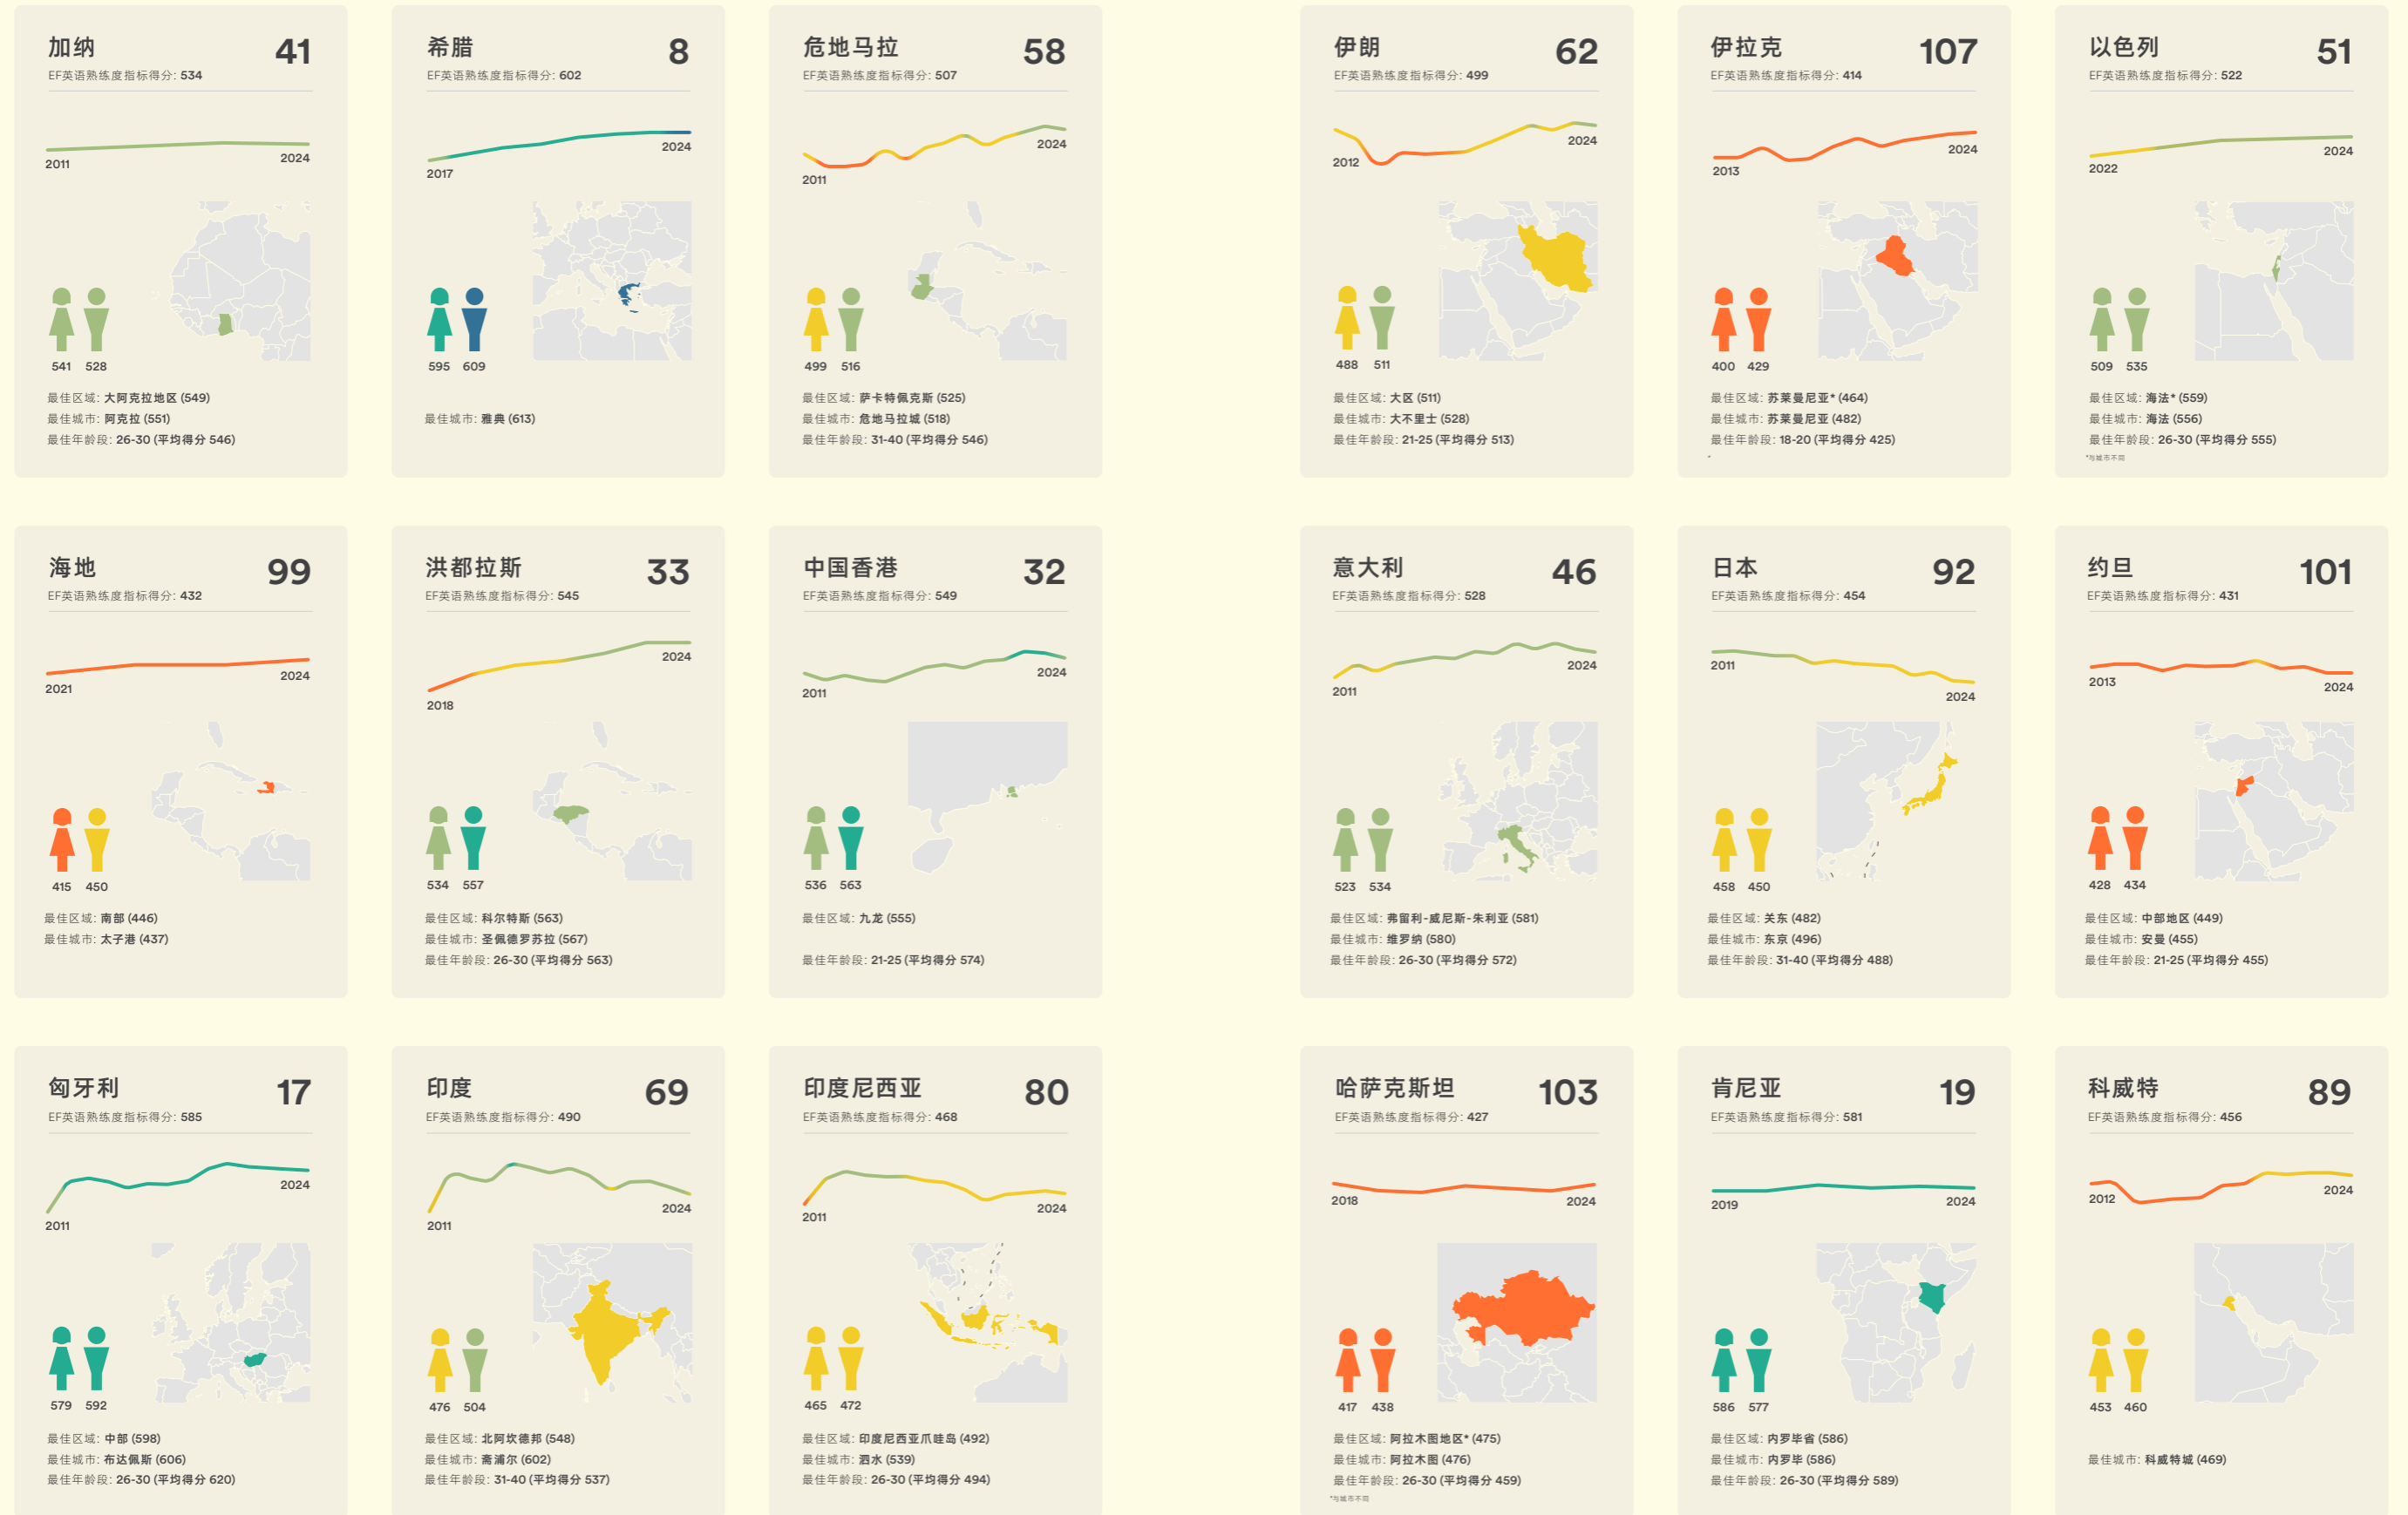 加纳
41
EF英语熟练度指标得分: 534
2011
2024
541 528
最佳区域: 大阿克拉地区 (549)
最佳城市: 阿克拉 (551)
最佳年龄段: 26-30 (平均得分 546)
希腊
8
EF英语熟练度指标得分: 602
2017
2024
595 609
最佳城市: 雅典 (613)
危地马拉
58
EF英语熟练度指标得分: 507
2011
2024
499 516
最佳区域: 萨卡特佩克斯 (525)
最佳城市: 危地马拉城 (518)
最佳年龄段: 31-40 (平均得分 546)
伊朗
62
EF英语熟练度指标得分: 499
2012
2024
488 511
最佳区域: 大区 (511)
最佳城市: 大不里士 (528)
最佳年龄段: 21-25 (平均得分 513)
伊拉克
107
EF英语熟练度指标得分: 414
2013
2024
400 429
最佳区域: 苏莱曼尼亚* (464)
最佳城市: 苏莱曼尼亚 (482)
最佳年龄段: 18-20 (平均得分 425)
*
以色列
51
EF英语熟练度指标得分: 522
2022
2024
509 535
最佳区域: 海法* (559)
最佳城市: 海法 (556)
最佳年龄段: 26-30 (平均得分 555)
*与城市不同
海地
99
EF英语熟练度指标得分: 432
2021
2024
415 450
最佳区域: 南部 (446)
最佳城市: 太子港 (437)
洪都拉斯
33
EF英语熟练度指标得分: 545
2018
2024
534 557
最佳区域: 科尔特斯 (563)
最佳城市: 圣佩德罗苏拉 (567)
最佳年龄段: 26-30 (平均得分 563)
中国香港
32
EF英语熟练度指标得分: 549
2011
2024
536 563
最佳区域: 九龙 (555)
最佳年龄段: 21-25 (平均得分 574)
意大利
46
EF英语熟练度指标得分: 528
2011
2024
523 534
最佳区域: 弗留利-威尼斯-朱利亚 (581)
最佳城市: 维罗纳 (580)
最佳年龄段: 26-30 (平均得分 572)
日本
92
EF英语熟练度指标得分: 454
2011
2024
458 450
最佳区域: 关东 (482)
最佳城市: 东京 (496)
最佳年龄段: 31-40 (平均得分 488)
约旦
101
EF英语熟练度指标得分: 431
2013
2024
428 434
最佳区域: 中部地区 (449)
最佳城市: 安曼 (455)
最佳年龄段: 21-25 (平均得分 455)
匈牙利
17
EF英语熟练度指标得分: 585
2011
2024
579 592
最佳区域: 中部 (598)
最佳城市: 布达佩斯 (606)
最佳年龄段: 26-30 (平均得分 620)
印度
69
EF英语熟练度指标得分: 490
2011
2024
476 504
最佳区域: 北阿坎德邦 (548)
最佳城市: 斋浦尔 (602)
最佳年龄段: 31-40 (平均得分 537)
印度尼西亚
80
EF英语熟练度指标得分: 468
2011
2024
465 472
最佳区域: 印度尼西亚爪哇岛 (492)
最佳城市: 泗水 (539)
最佳年龄段: 26-30 (平均得分 494)
哈萨克斯坦
103
EF英语熟练度指标得分: 427
2018
2024
417 438
最佳区域: 阿拉木图地区* (475)
最佳城市: 阿拉木图 (476)
最佳年龄段: 26-30 (平均得分 459)
*与城市不同
肯尼亚
19
EF英语熟练度指标得分: 581
2019
2024
586 577
最佳区域: 内罗毕省 (586)
最佳城市: 内罗毕 (586)
最佳年龄段: 26-30 (平均得分 589)
科威特
89
EF英语熟练度指标得分: 456
2012
2024
453 460
最佳城市: 科威特城 (469)